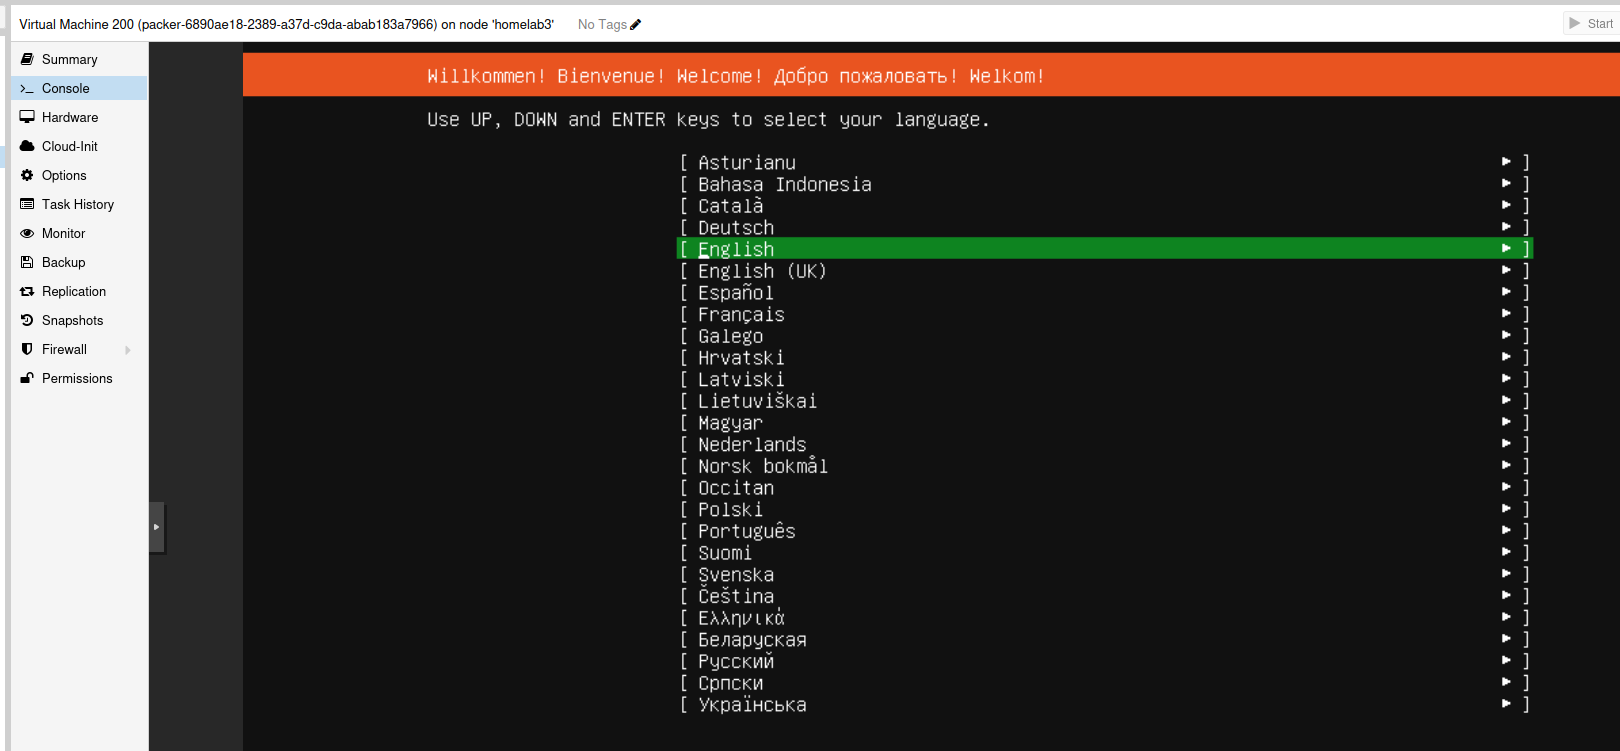 Virtual Machine 200 (packer-6890ae18-2389-a37d-c9da-abab183a7966) on node 'homelab3' No Tags Start
Summary
Console
Hardware
Cloud-Init
Options
Task History
Monitor
Backup
Replication
Snapshots
Firewall
Permissions
Willkommen! Bienvenue! Welcome! Добро пожаловать! Welkom!
Use UP, DOWN and ENTER keys to select your language.
[ Asturianu ► ]
[ Bahasa Indonesia ► ]
[ Català ► ]
[ Deutsch ► ]
[ English ► ]
[ English (UK) ► ]
[ Español ► ]
[ Français ► ]
[ Galego ► ]
[ Hrvatski ► ]
[ Latviski ► ]
[ Lietuviškai ► ]
[ Magyar ► ]
[ Nederlands ► ]
[ Norsk bokmål ► ]
[ Occitan ► ]
[ Polski ► ]
[ Português ► ]
[ Suomi ► ]
[ Svenska ► ]
[ Čeština ► ]
[ Ελληνικά ► ]
[ Беларуская ► ]
[ Русский ► ]
[ Српски ► ]
[ Українська ► ]